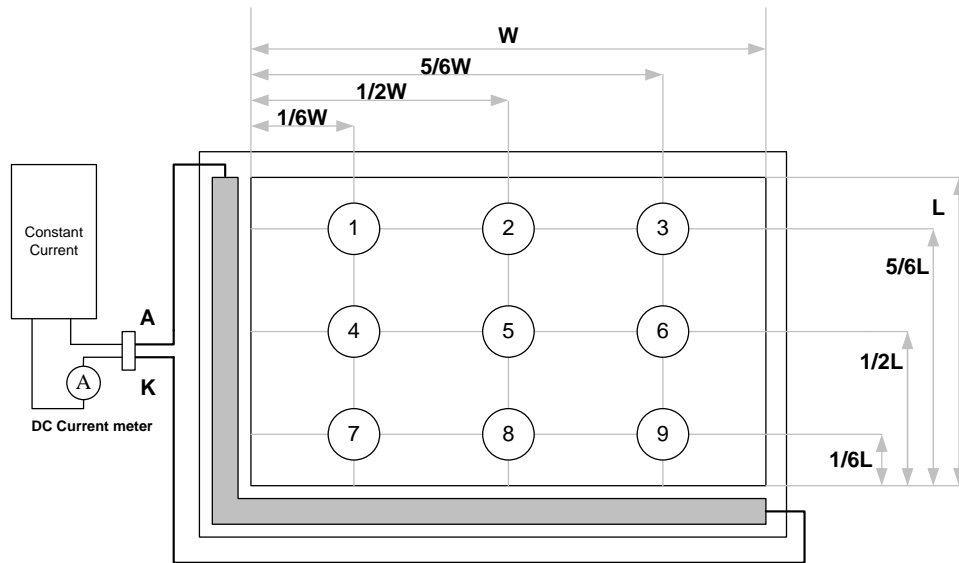 W
5/6W
1/2W
1/6W
L
5/6L
1/2L
1/6L
Constant
Current
A
K
A
DC Current meter
1
2
3
4
5
6
7
8
9